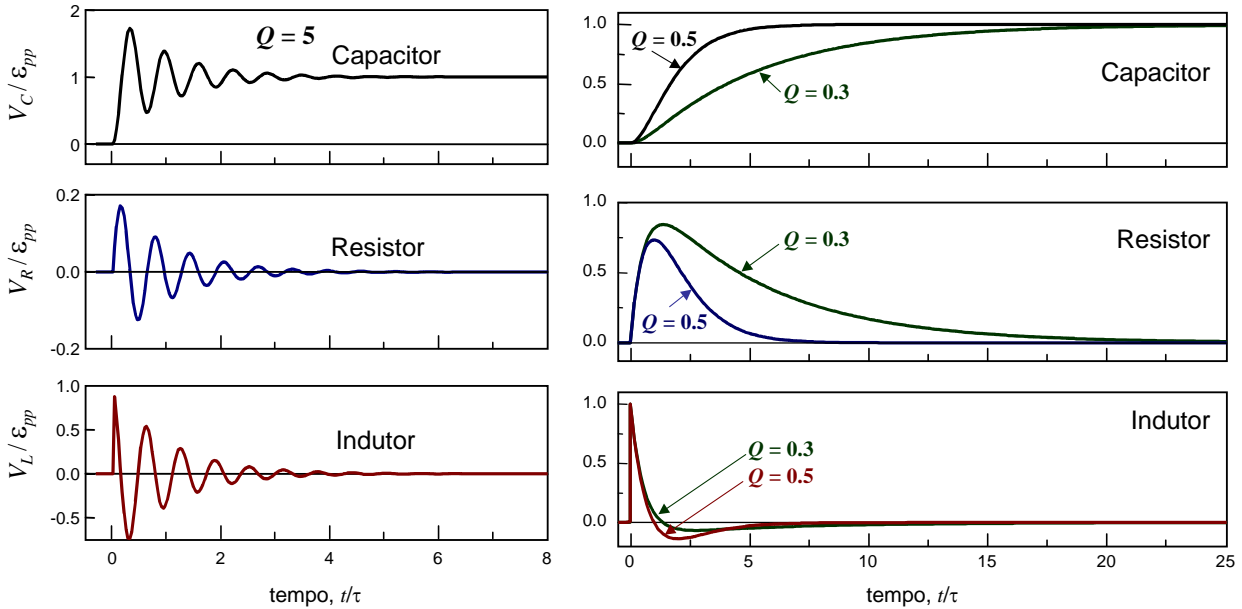 V_C / ε_pp
2
1
0
Q = 5
Capacitor
V_R / ε_pp
0.2
0.0
-0.2
Resistor
V_L / ε_pp
1.0
0.5
0.0
-0.5
Indutor
0 2 4 6 8
tempo, t/τ
1.0
0.5
0.0
Q = 0.5
Q = 0.3
Capacitor
1.0
0.5
0.0
Q = 0.3
Q = 0.5
Resistor
1.0
0.5
0.0
Q = 0.3
Q = 0.5
Indutor
0 5 10 15 20 25
tempo, t/τ